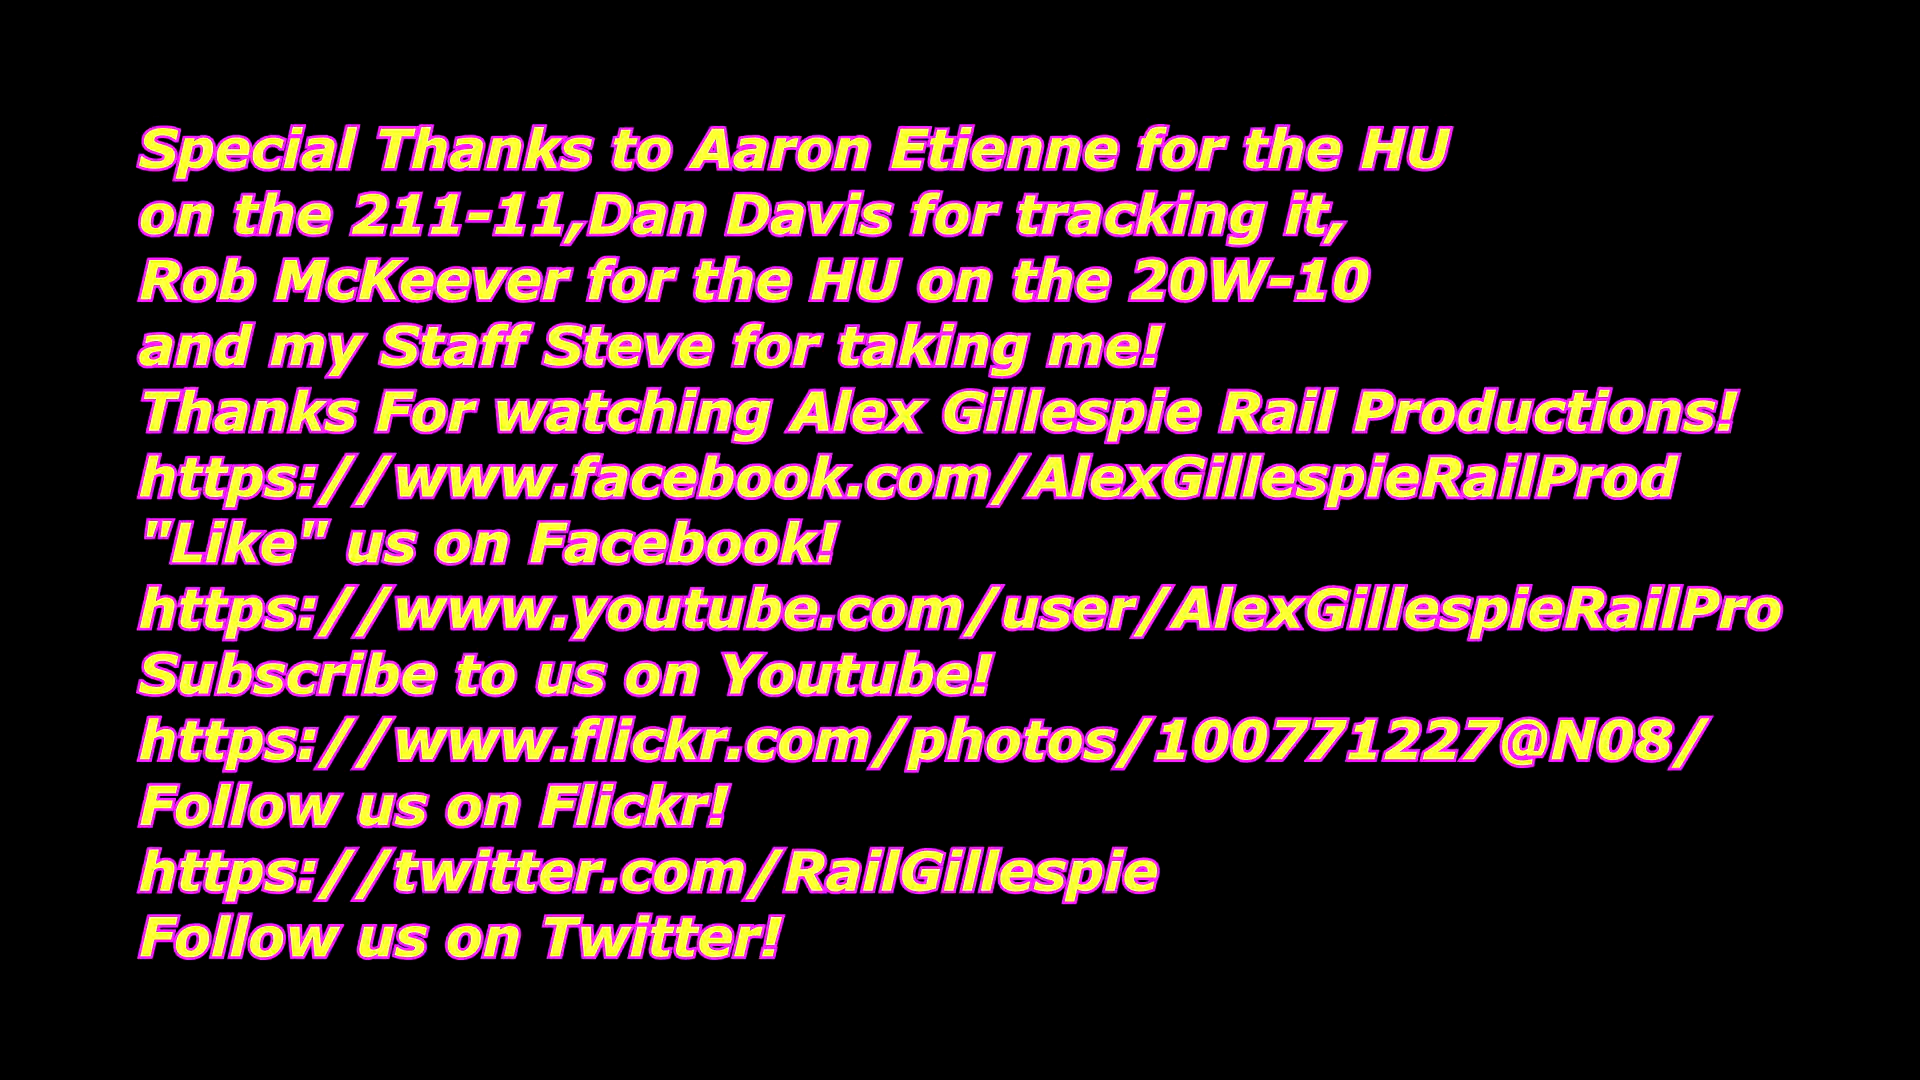 Special Thanks to Aaron Etienne for the HU
on the 211-11,Dan Davis for tracking it,
Rob McKeever for the HU on the 20W-10
and my Staff Steve for taking me!
Thanks For watching Alex Gillespie Rail Productions!
https://www.facebook.com/AlexGillespieRailProd
"Like" us on Facebook!
https://www.youtube.com/user/AlexGillespieRailPro
Subscribe to us on Youtube!
https://www.flickr.com/photos/100771227@N08/
Follow us on Flickr!
https://twitter.com/RailGillespie
Follow us on Twitter!